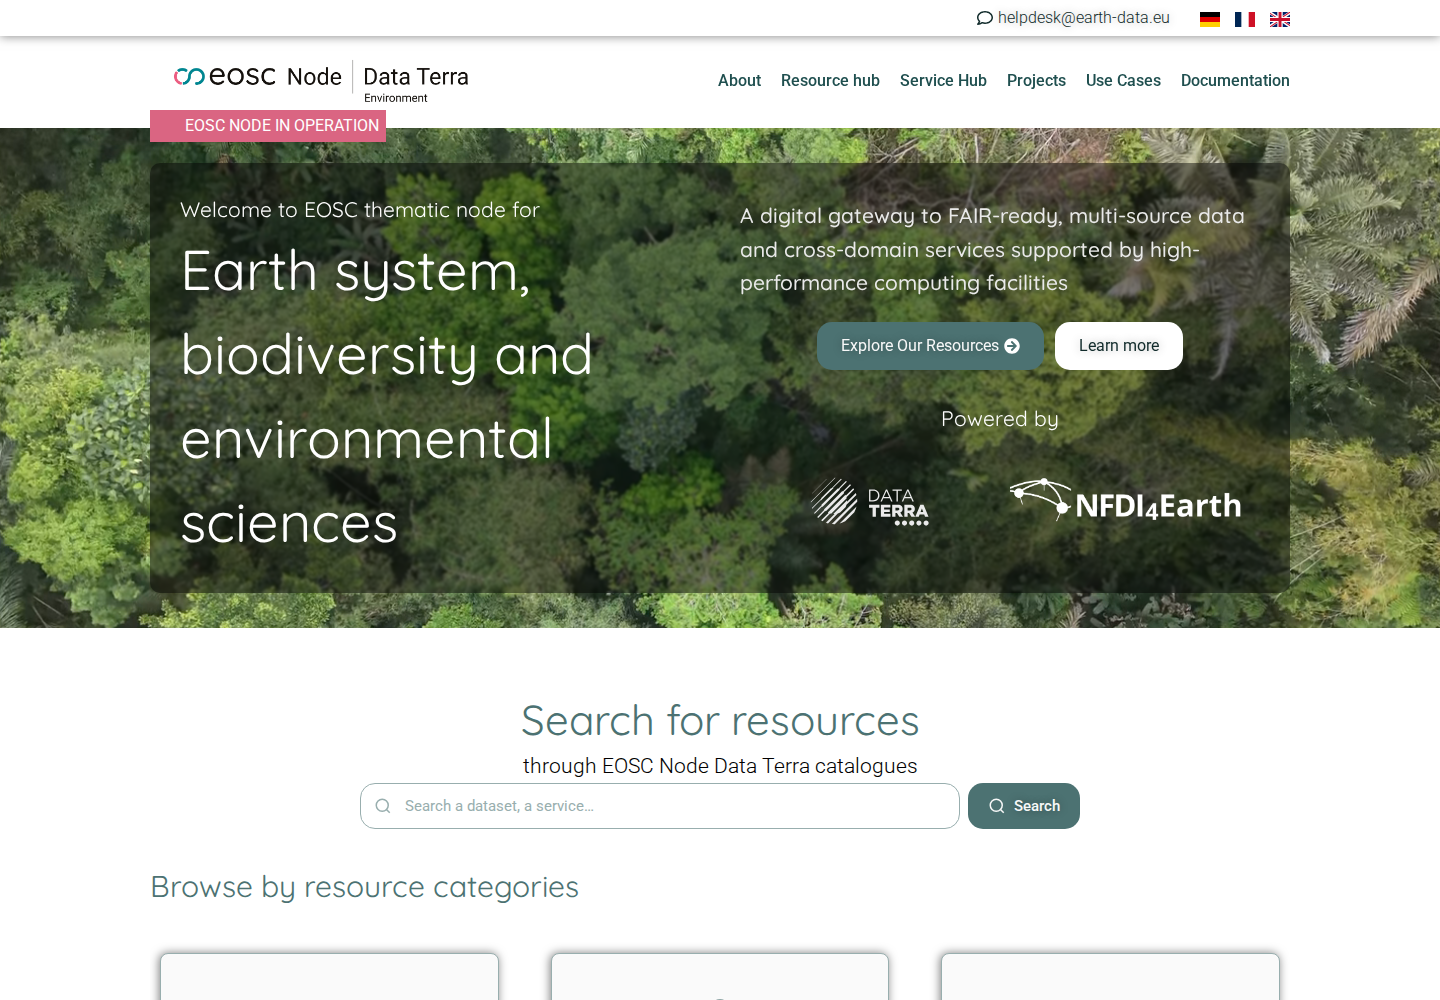 helpdesk@earth-data.eu
eosc Node Data Terra
Environment
About Resource hub Service Hub Projects Use Cases Documentation
EOSC NODE IN OPERATION
Welcome to EOSC thematic node for
Earth system,
biodiversity and
environmental
sciences
A digital gateway to FAIR-ready, multi-source data
and cross-domain services supported by high-
performance computing facilities
Explore Our Resources
Learn more
Powered by
DATA
TERRA
NFDI4Earth
Search for resources
through EOSC Node Data Terra catalogues
Search a dataset, a service...
Search
Browse by resource categories